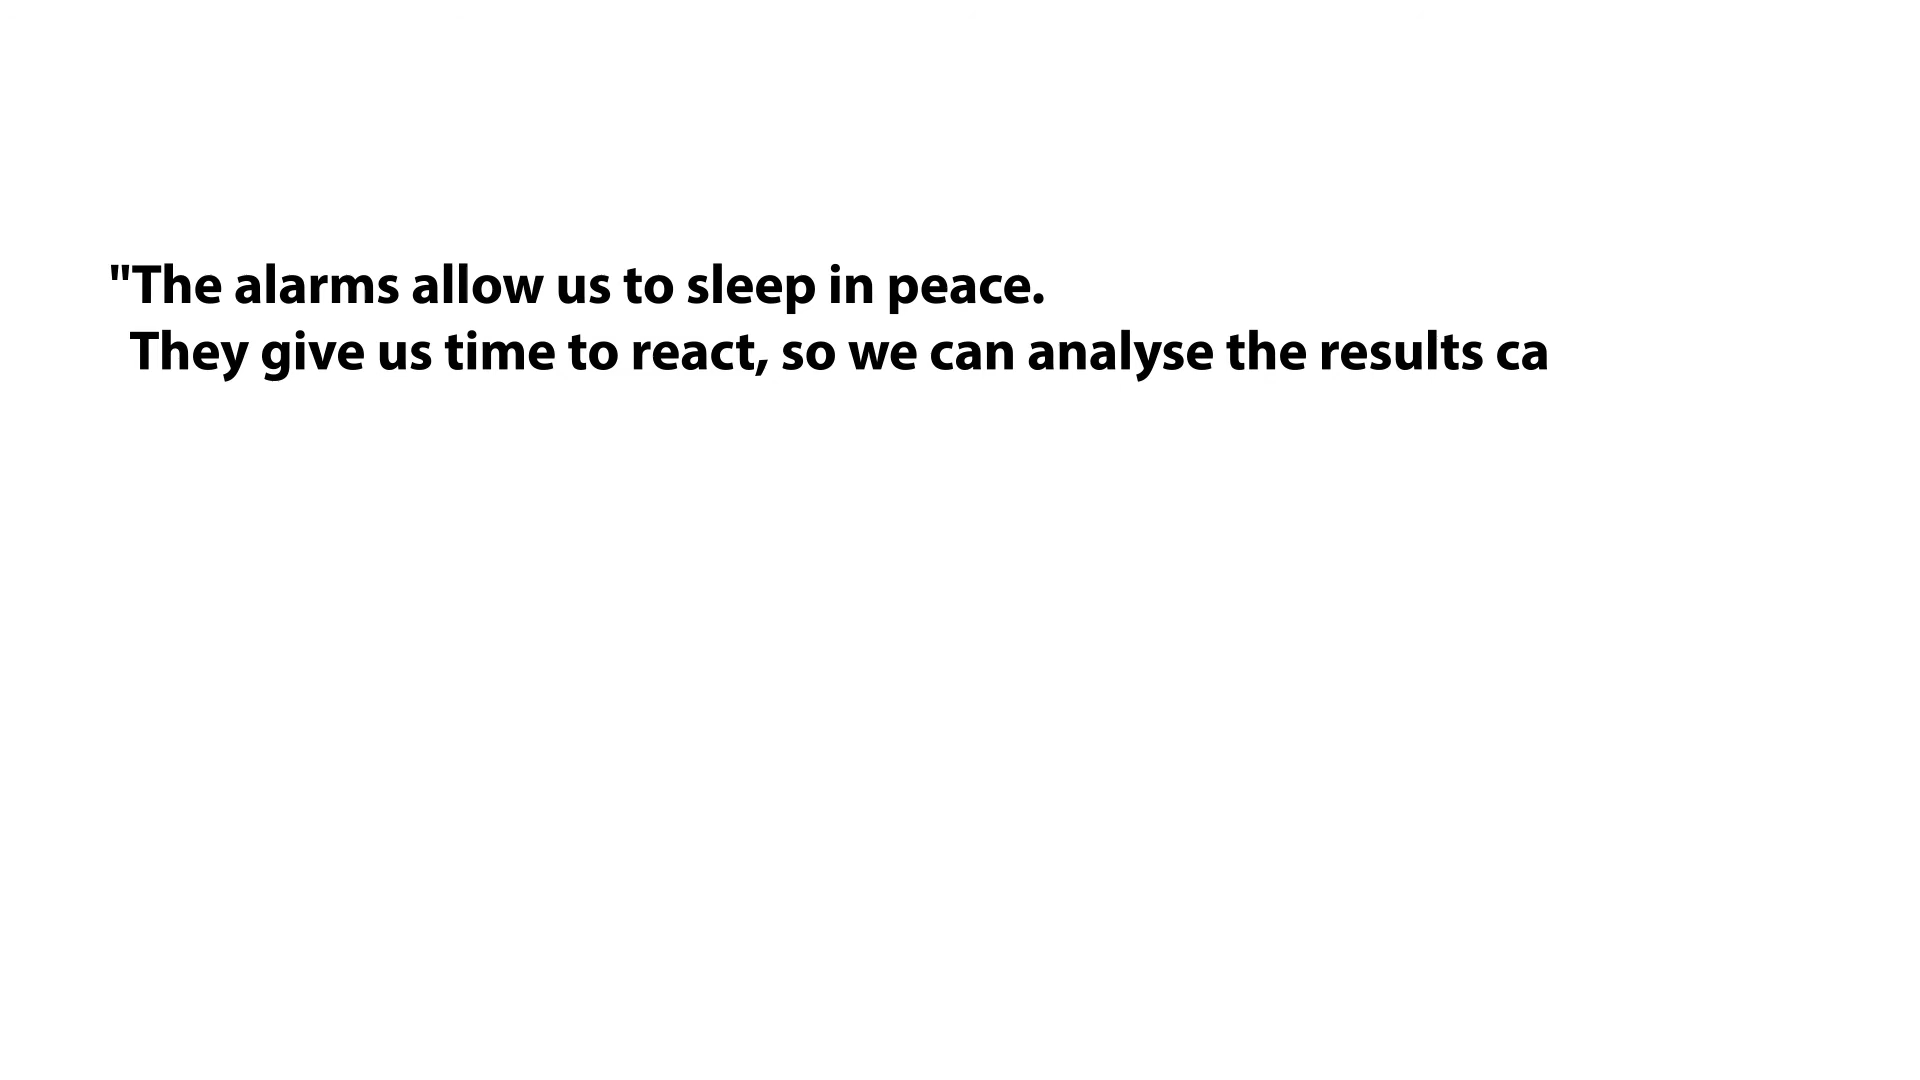 "The alarms allow us to sleep in peace.
They give us time to react, so we can analyse the results ca